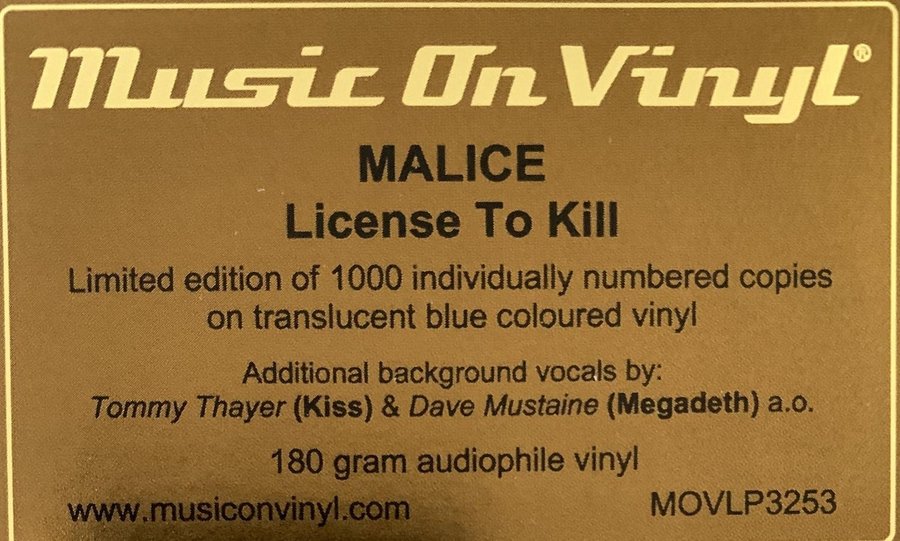 Music On Vinyl®
MALICE
License To Kill
Limited edition of 1000 individually numbered copies
on translucent blue coloured vinyl
Additional background vocals by:
Tommy Thayer (Kiss) & Dave Mustaine (Megadeth) a.o.
180 gram audiophile vinyl
www.musiconvinyl.com MOVLP3253